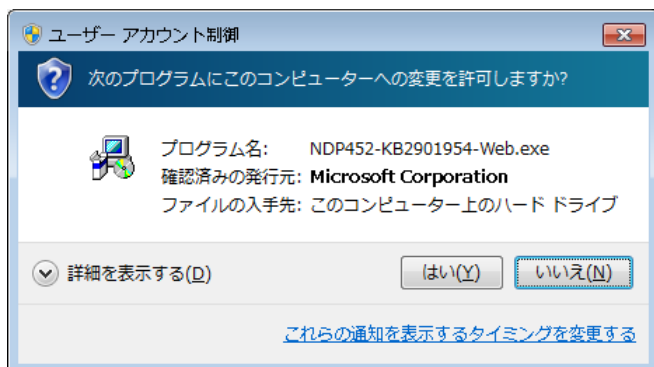 ユーザー アカウント制御
次のプログラムにこのコンピューターへの変更を許可しますか?
プログラム名: NDP452-KB2901954-Web.exe
確認済みの発行元: Microsoft Corporation
ファイルの入手先: このコンピューター上のハード ドライブ
詳細を表示する(D)
はい(Y)
いいえ(N)
これらの通知を表示するタイミングを変更する